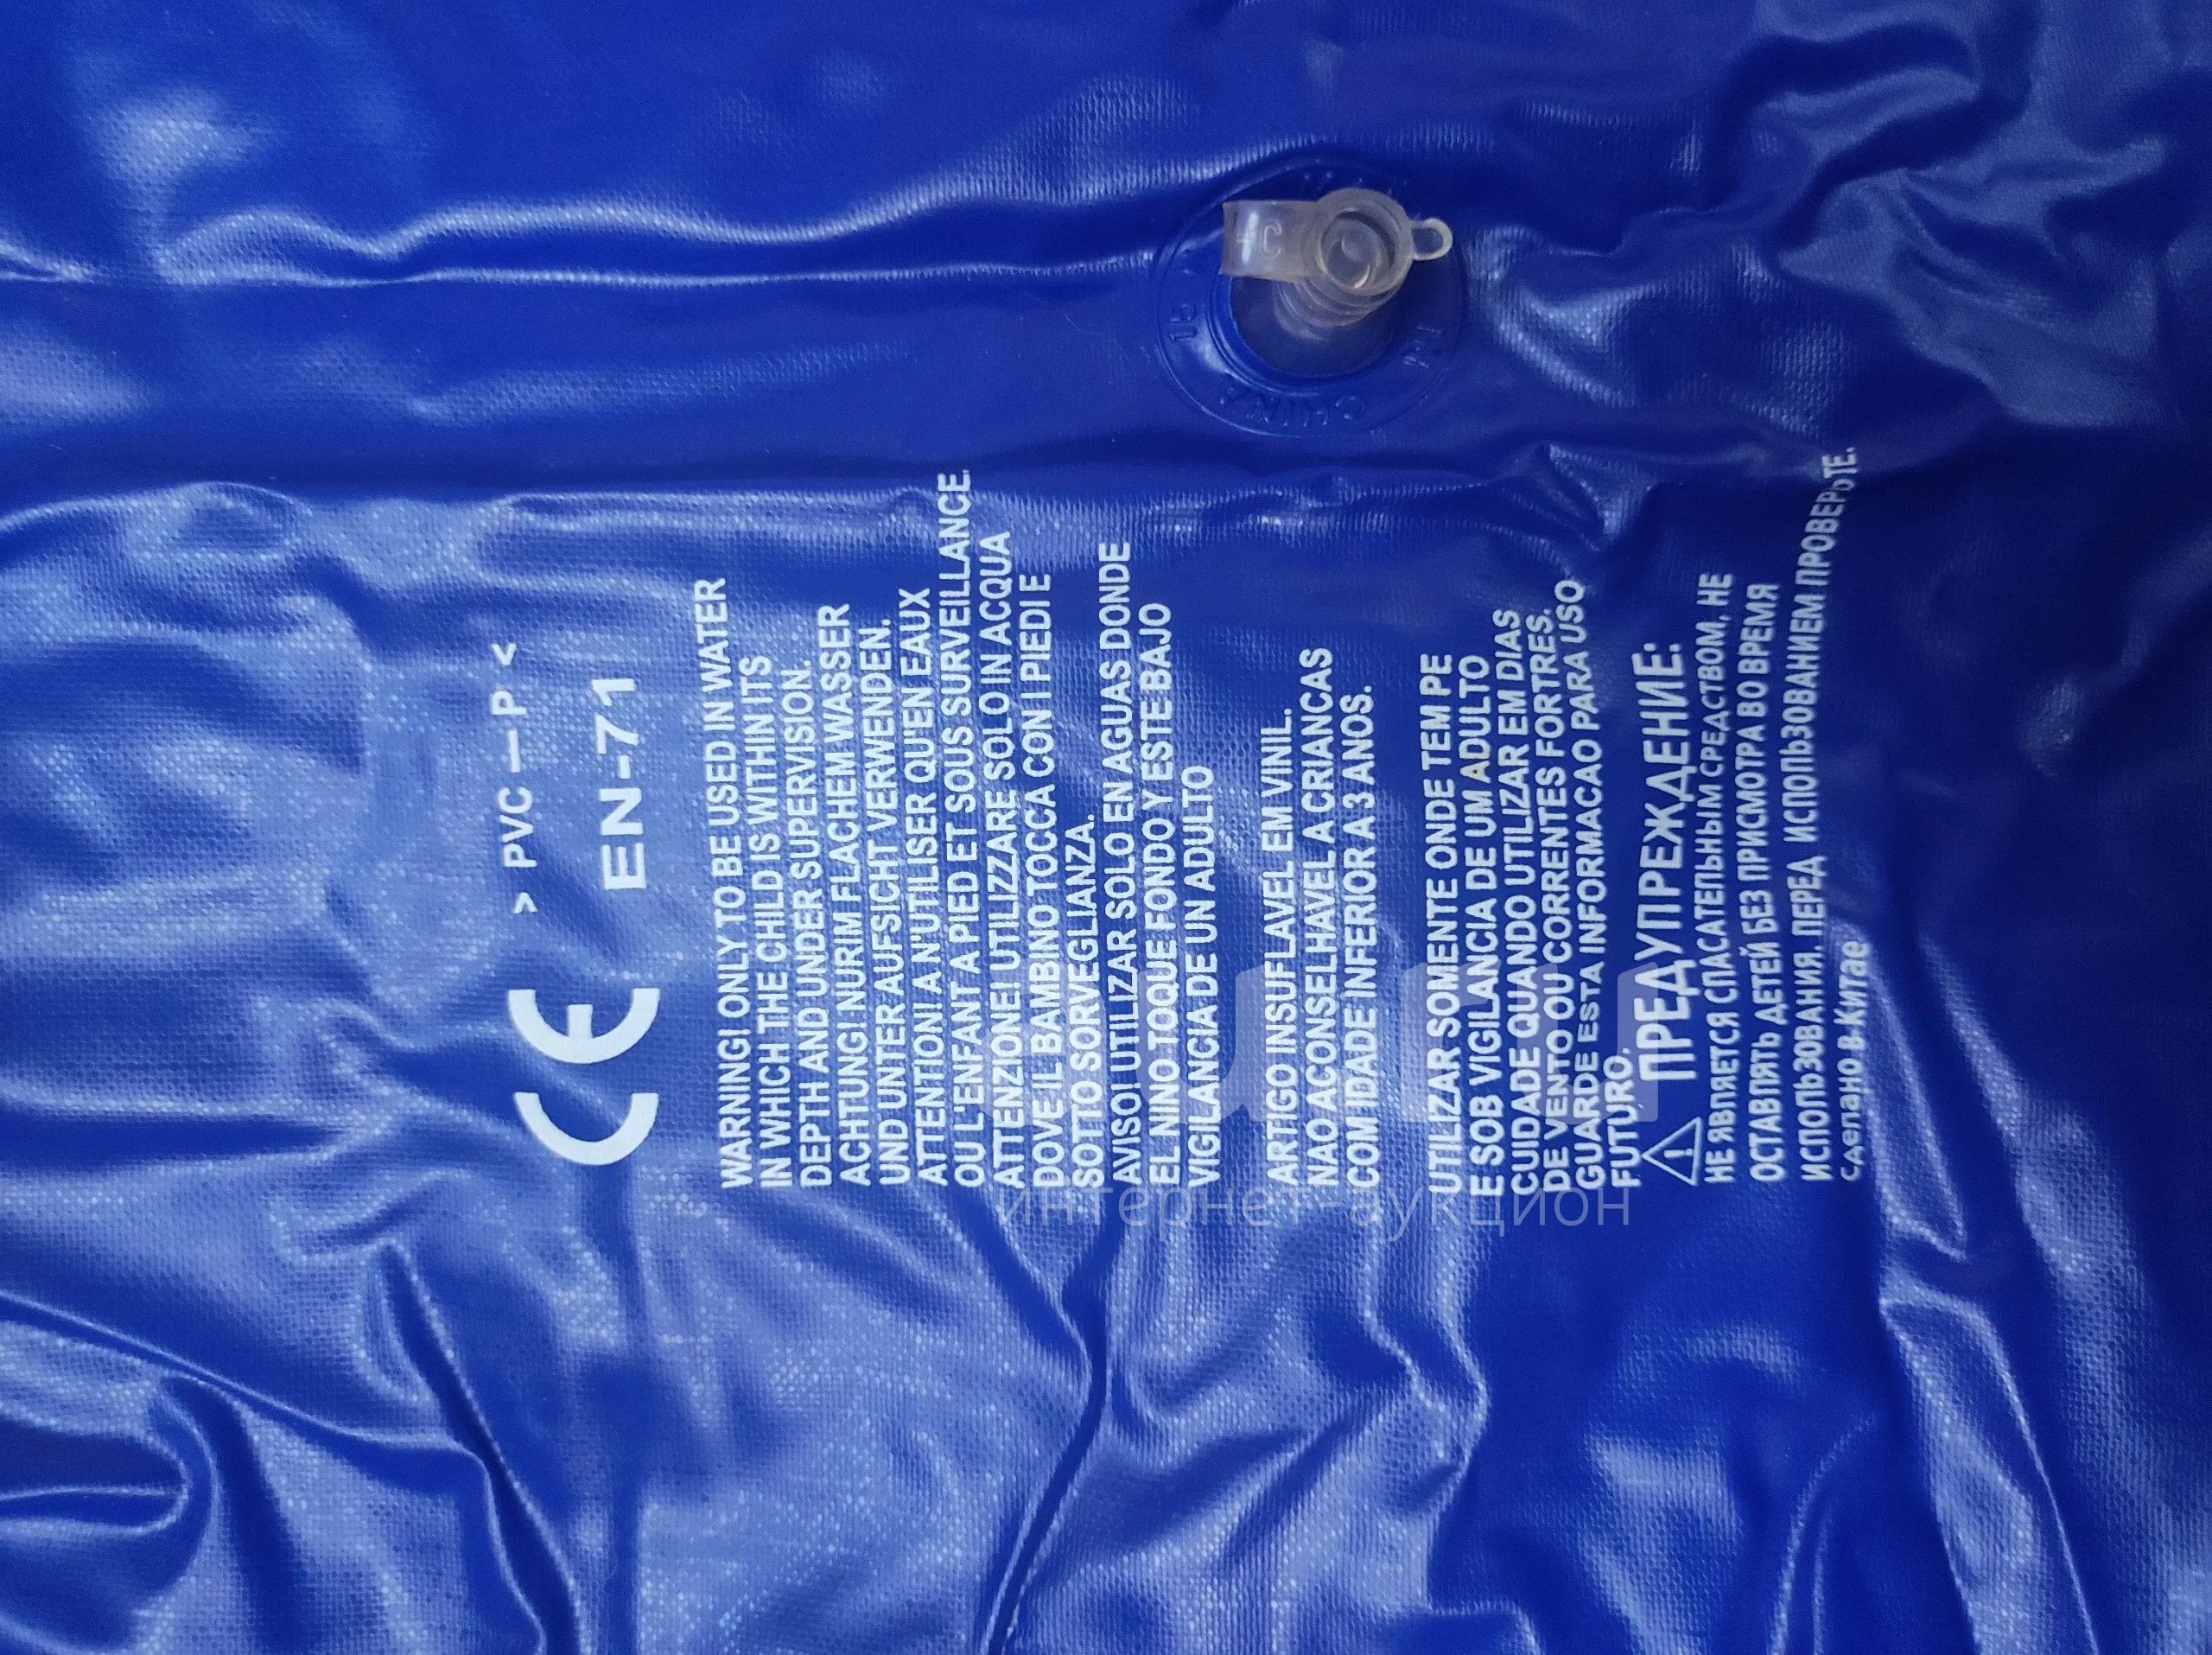 CE
> PVC — P <
EN-71
WARNING! ONLY TO BE USED IN WATER
IN WHICH THE CHILD IS WITHIN ITS
DEPTH AND UNDER SUPERVISION.
ACHTUNG! NURIM FLACHEM WASSER
UND UNTER AUFSICHT VERWENDEN.
ATTENTION! A N'UTILISER QU'EN EAUX
OU L'ENFANT A PIED ET SOUS SURVEILLANCE.
ATTENZIONE! UTILIZZARE SOLO IN ACQUA
DOVE IL BAMBINO TOCCA CON I PIEDI E
SOTTO SORVEGLIANZA.
AVISO! UTILIZAR SOLO EN AGUAS DONDE
EL NINO TOQUE FONDO Y ESTE BAJO
VIGILANCIA DE UN ADULTO
ARTIGO INSUFLAVEL EM VINIL.
NAO ACONSELHAVEL A CRIANCAS
COM IDADE INFERIOR A 3 ANOS.
UTILIZAR SOMENTE ONDE TEM PE
E SOB VIGILANCIA DE UM ADULTO
CUIDADE QUANDO UTILIZAR EM DIAS
DE VENTO OU CORRENTES FORTRES.
GUARDE ESTA INFORMACAO PARA USO
FUTURO.
ПРЕДУПРЕЖДЕНИЕ:
НЕ ЯВЛЯЕТСЯ СПАСАТЕЛЬНЫМ СРЕДСТВОМ, НЕ
ОСТАВЛЯТЬ ДЕТЕЙ БЕЗ ПРИСМОТРА ВО ВРЕМЯ
ИСПОЛЬЗОВАНИЯ. ПЕРЕД ИСПОЛЬЗОВАНИЕМ ПРОВЕРЬТЕ.
Сделано в Китае
CHINA
интернет-аукцион